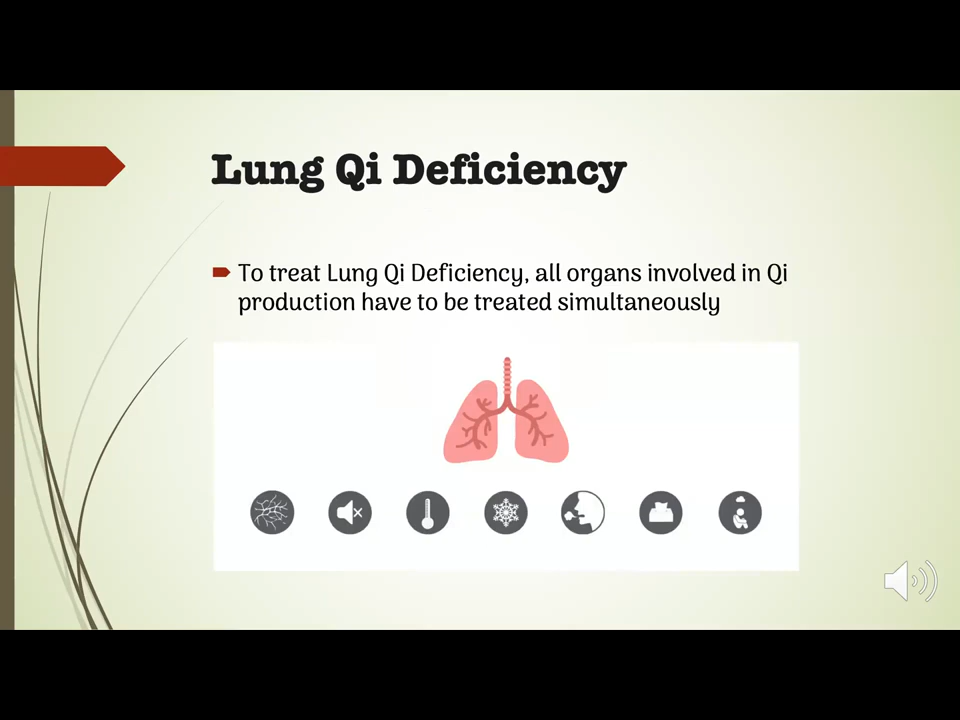 Lung Qi Deficiency
To treat Lung Qi Deficiency, all organs involved in Qi
production have to be treated simultaneously